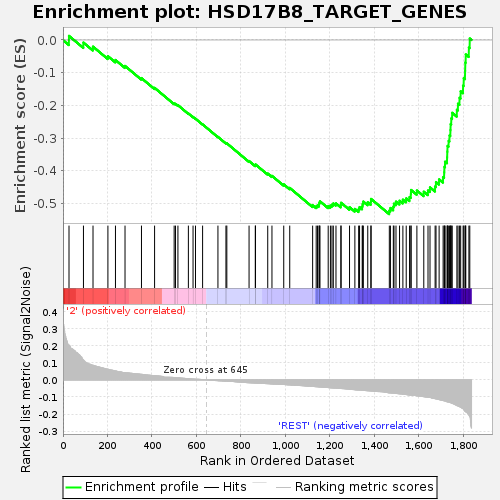 Enrichment plot: HSD17B8_TARGET_GENES
Enrichment score (ES)
0.0
-0.1
-0.2
-0.3
-0.4
-0.5
Ranked list metric (Signal2Noise)
'2' (positively correlated)
0.4
0.3
0.2
0.1
0.0
-0.1
-0.2
-0.3
Zero cross at 645
'REST' (negatively correlated)
0
200
400
600
800
1,000
1,200
1,400
1,600
1,800
Rank in Ordered Dataset
Enrichment profile
Hits
Ranking metric scores